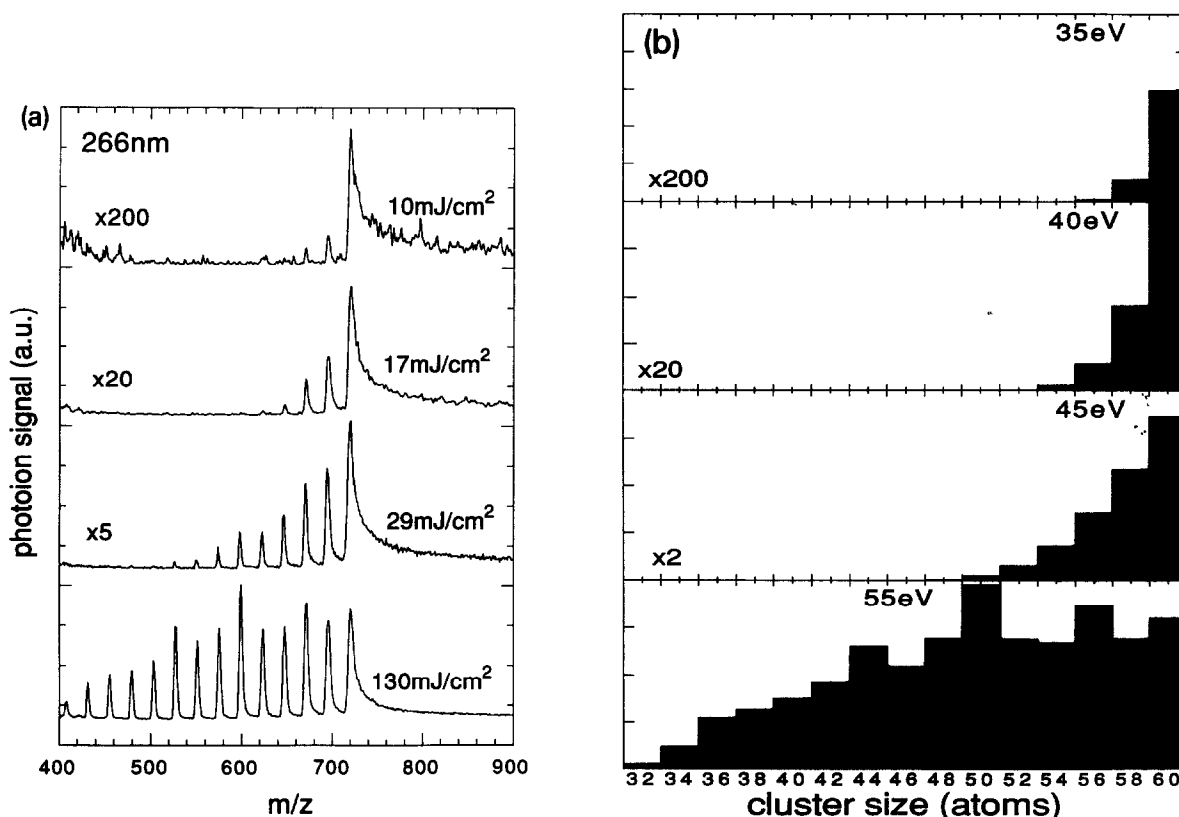 (a)
266nm
x200
10mJ/cm²
x20
17mJ/cm²
x5
29mJ/cm²
130mJ/cm²
photoion signal (a.u.)
400 500 600 700 800 900
m/z
(b)
35eV
x200
40eV
x20
45eV
x2
55eV
32 34 36 38 40 42 44 46 48 50 52 54 56 58 60
cluster size (atoms)